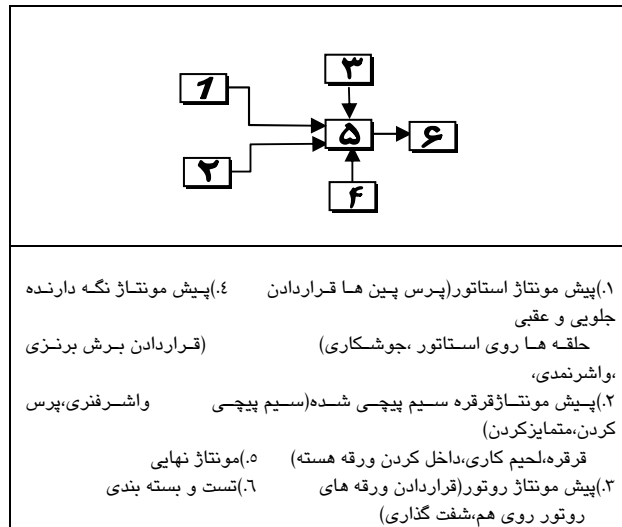 ۳
1
۵
۶
۲
۴
۱.)پیش مونتاژ استاتور(پرس پین ها قراردادن ٤.)پیش مونتاژ نگه دارنده
جلویی و عقبی
حلقه ها روی استاتور ،جوشکاری) (قراردادن برش برنزی
،واشرنمدی،
۲.)پیش مونتاژقرقره سیم پیچی شده(سیم پیچی واشرفنری،پرس
کردن،متمایزکردن)
قرقره،لحیم کاری،داخل کردن ورقه هسته) ٥.)مونتاژ نهایی
۳.)پیش مونتاژ روتور(قراردادن ورقه های ٦.)تست و بسته بندی
روتور روی هم،شفت گذاری)